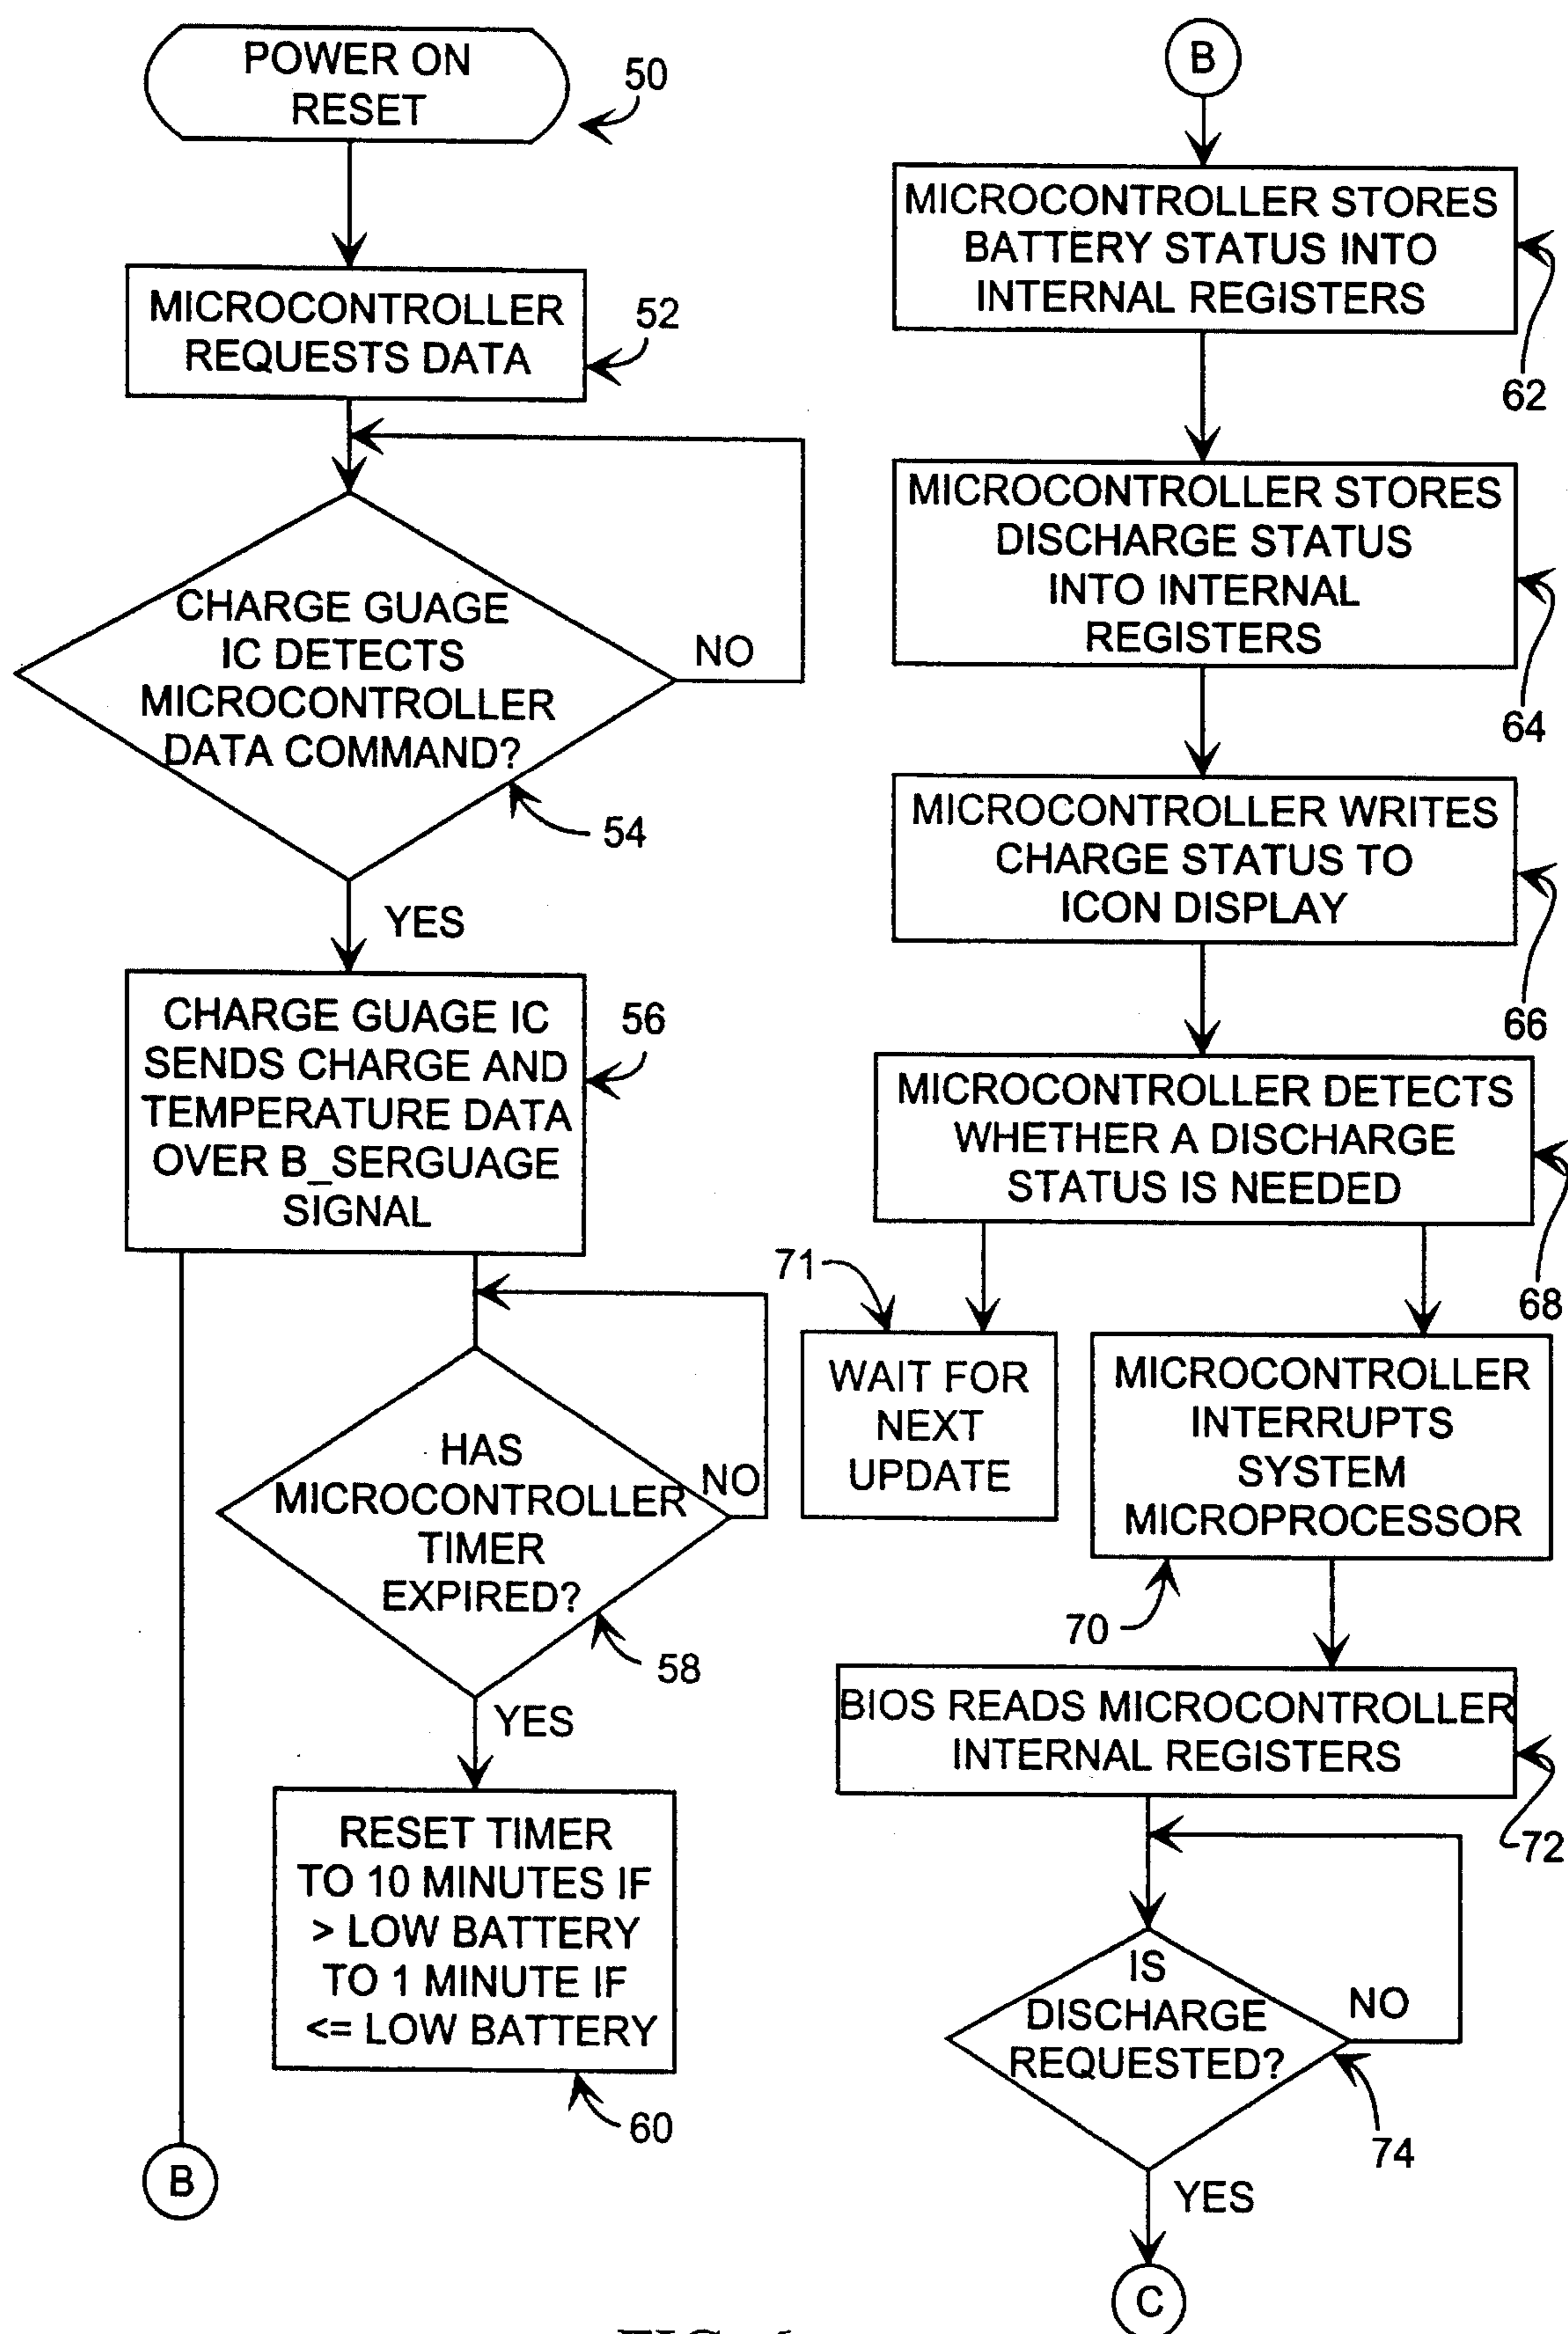 POWER ON
RESET
50
MICROCONTROLLER
REQUESTS DATA
52
CHARGE GUAGE
IC DETECTS
MICROCONTROLLER
DATA COMMAND?
NO
54
YES
CHARGE GUAGE IC
SENDS CHARGE AND
TEMPERATURE DATA
OVER B_SERGUAGE
SIGNAL
56
HAS
MICROCONTROLLER
TIMER
EXPIRED?
NO
58
YES
RESET TIMER
TO 10 MINUTES IF
> LOW BATTERY
TO 1 MINUTE IF
<= LOW BATTERY
60
B
B
MICROCONTROLLER STORES
BATTERY STATUS INTO
INTERNAL REGISTERS
62
MICROCONTROLLER STORES
DISCHARGE STATUS
INTO INTERNAL
REGISTERS
64
MICROCONTROLLER WRITES
CHARGE STATUS TO
ICON DISPLAY
66
MICROCONTROLLER DETECTS
WHETHER A DISCHARGE
STATUS IS NEEDED
68
71
WAIT FOR
NEXT
UPDATE
MICROCONTROLLER
INTERRUPTS
SYSTEM
MICROPROCESSOR
70
BIOS READS MICROCONTROLLER
INTERNAL REGISTERS
72
IS
DISCHARGE
REQUESTED?
NO
74
YES
C